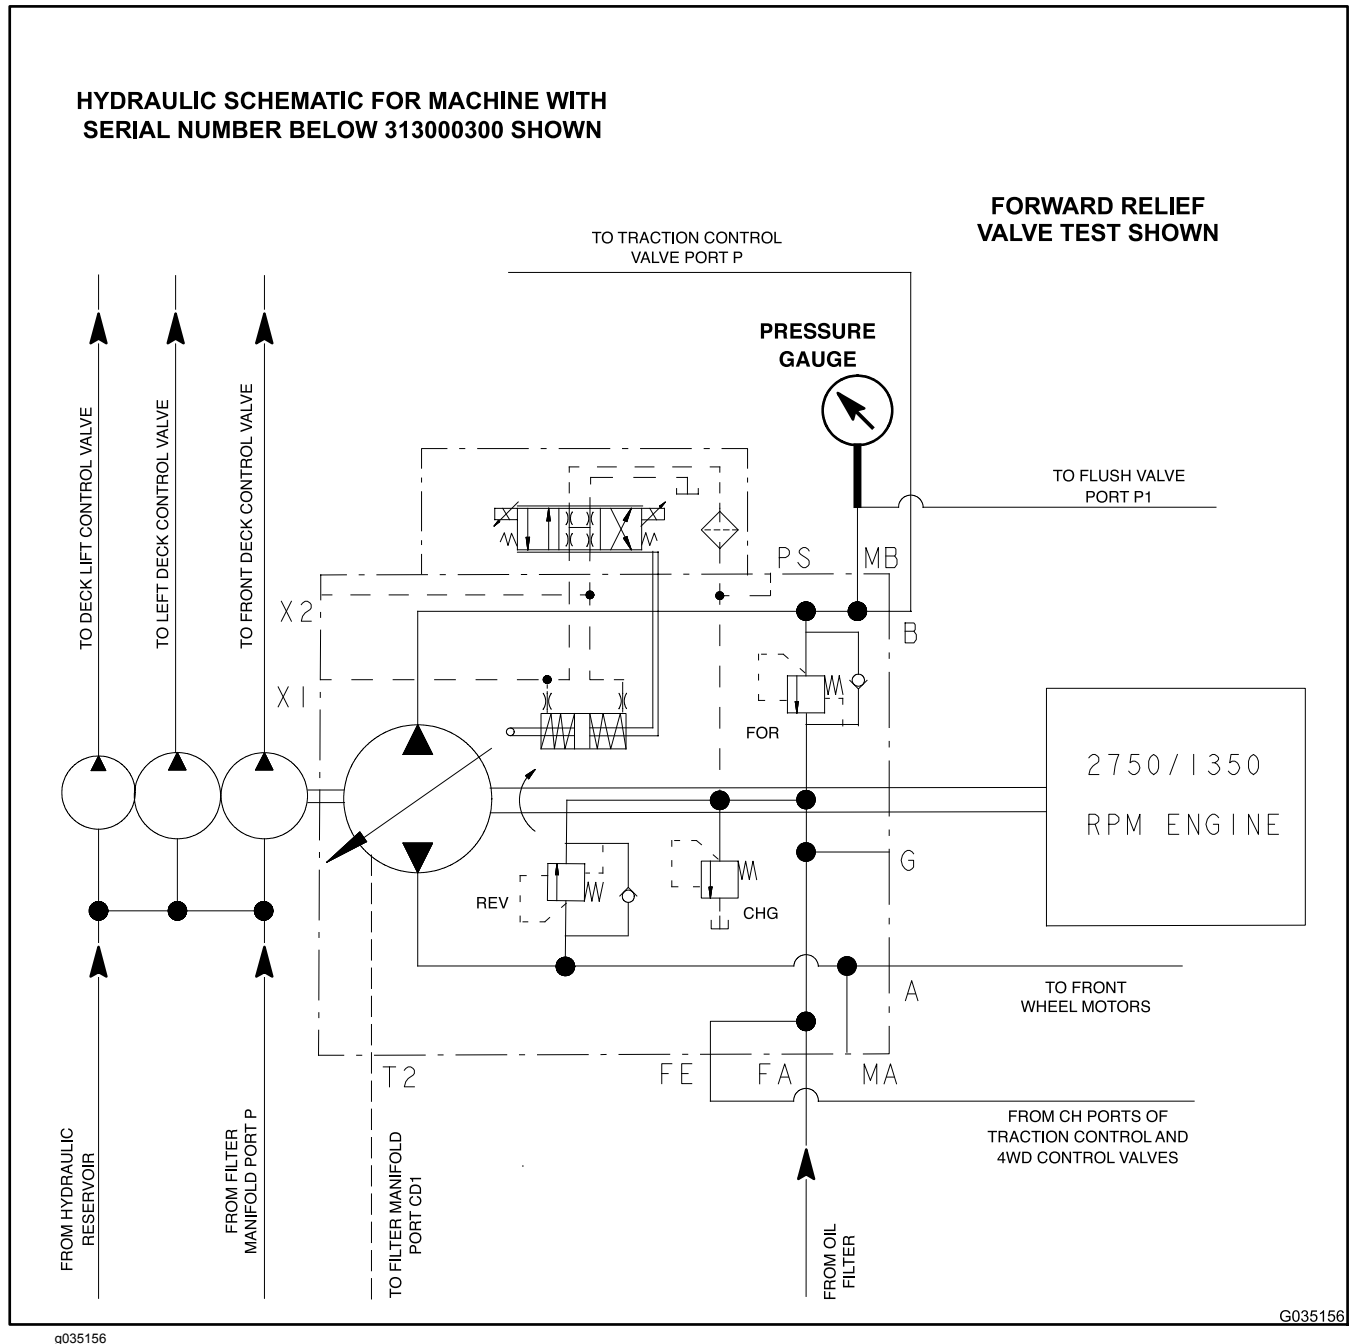 HYDRAULIC SCHEMATIC FOR MACHINE WITH
SERIAL NUMBER BELOW 313000300 SHOWN
FORWARD RELIEF
VALVE TEST SHOWN
TO TRACTION CONTROL
VALVE PORT P
PRESSURE
GAUGE
TO DECK LIFT CONTROL VALVE
TO LEFT DECK CONTROL VALVE
TO FRONT DECK CONTROL VALVE
TO FLUSH VALVE
PORT P1
PS
MB
X2
B
X1
FOR
2750/1350
RPM ENGINE
G
REV
CHG
A
TO FRONT
WHEEL MOTORS
T2
FE
FA
MA
FROM CH PORTS OF
TRACTION CONTROL AND
4WD CONTROL VALVES
FROM HYDRAULIC
RESERVOIR
FROM FILTER
MANIFOLD PORT P
TO FILTER MANIFOLD
PORT CD1
FROM OIL
FILTER
G035156
g035156